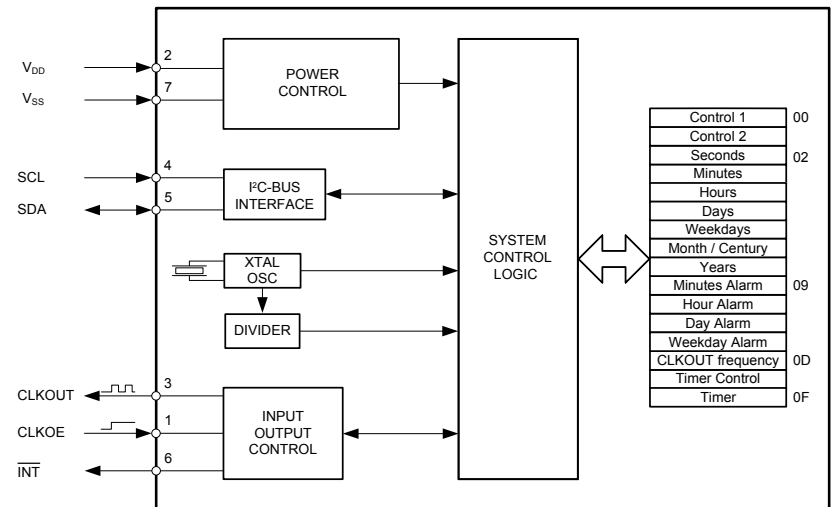 V_DD
2
POWER
CONTROL
7
V_SS
SCL
4
I²C-BUS
INTERFACE
5
SDA
XTAL
OSC
DIVIDER
CLKOUT
3
INPUT
OUTPUT
CONTROL
CLKOE
1
INT
6
SYSTEM
CONTROL
LOGIC
Control 1 00
Control 2
Seconds 02
Minutes
Hours
Days
Weekdays
Month / Century
Years
Minutes Alarm 09
Hour Alarm
Day Alarm
Weekday Alarm
CLKOUT frequency 0D
Timer Control
Timer 0F